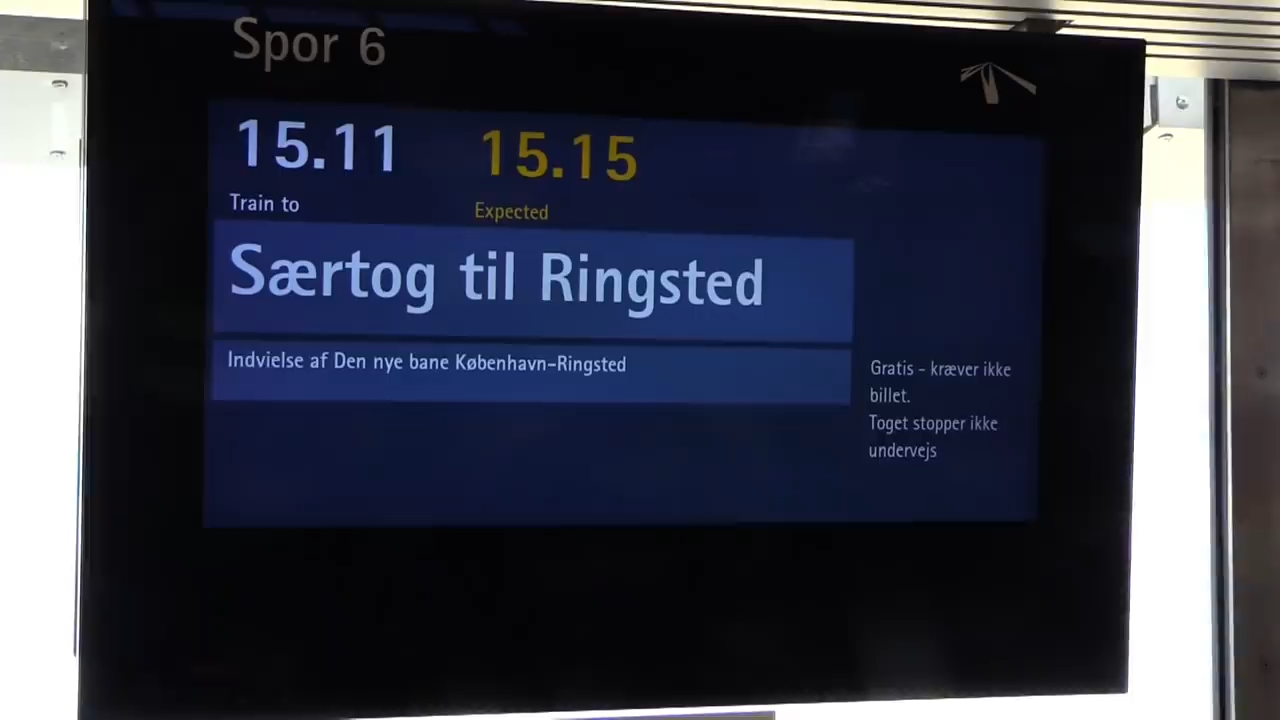 Spor 6
15.11 15.15
Train to Expected
Særtog til Ringsted
Indvielse af Den nye bane København-Ringsted
Gratis - kræver ikke
billet.
Toget stopper ikke
undervejs